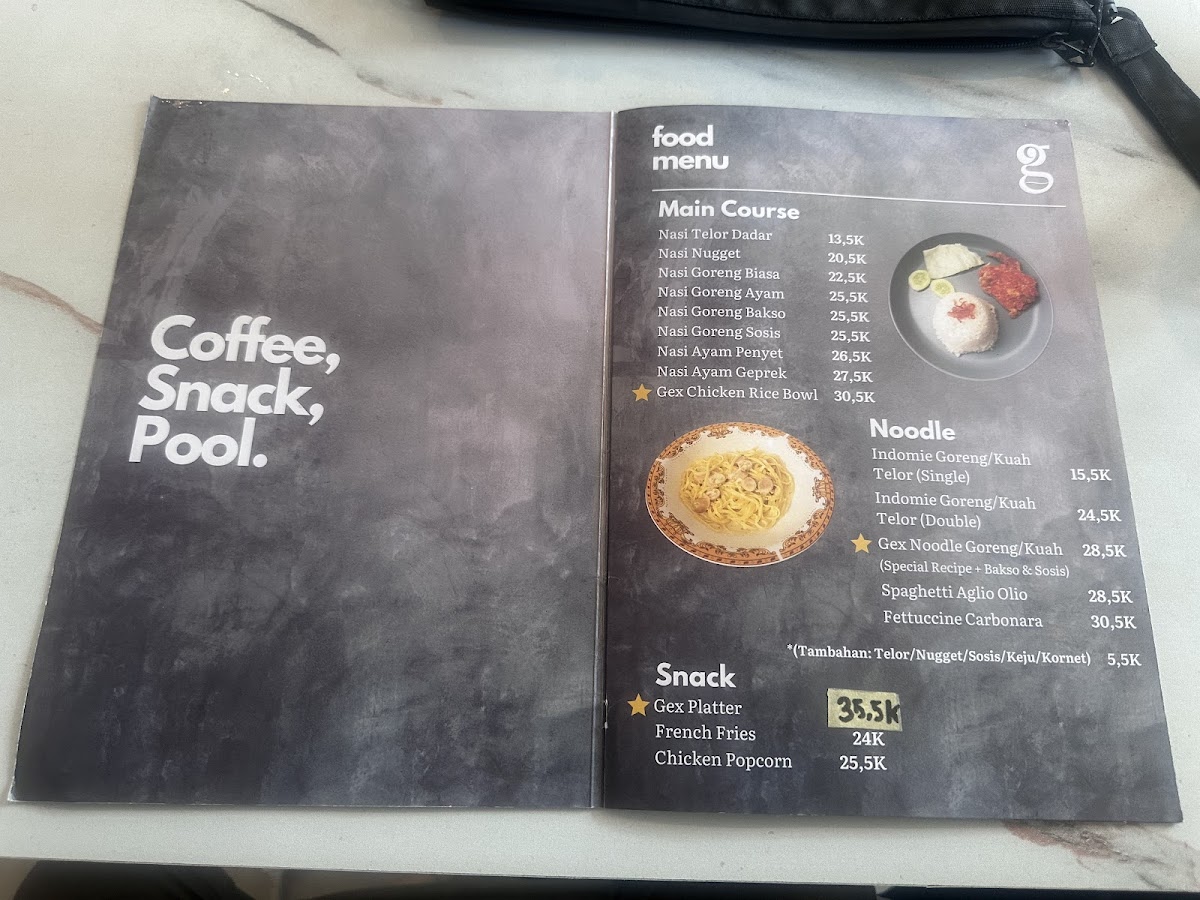 Coffee,
Snack,
Pool.
food
menu
g
Main Course
Nasi Telor Dadar 13,5K
Nasi Nugget 20,5K
Nasi Goreng Biasa 22,5K
Nasi Goreng Ayam 25,5K
Nasi Goreng Bakso 25,5K
Nasi Goreng Sosis 25,5K
Nasi Ayam Penyet 26,5K
Nasi Ayam Geprek 27,5K
Gex Chicken Rice Bowl 30,5K
Noodle
Indomie Goreng/Kuah
Telor (Single) 15,5K
Indomie Goreng/Kuah
Telor (Double) 24,5K
Gex Noodle Goreng/Kuah 28,5K
(Special Recipe + Bakso & Sosis)
Spaghetti Aglio Olio 28,5K
Fettuccine Carbonara 30,5K
*(Tambahan: Telor/Nugget/Sosis/Keju/Kornet) 5,5K
Snack
Gex Platter 35,5k
French Fries 24K
Chicken Popcorn 25,5K